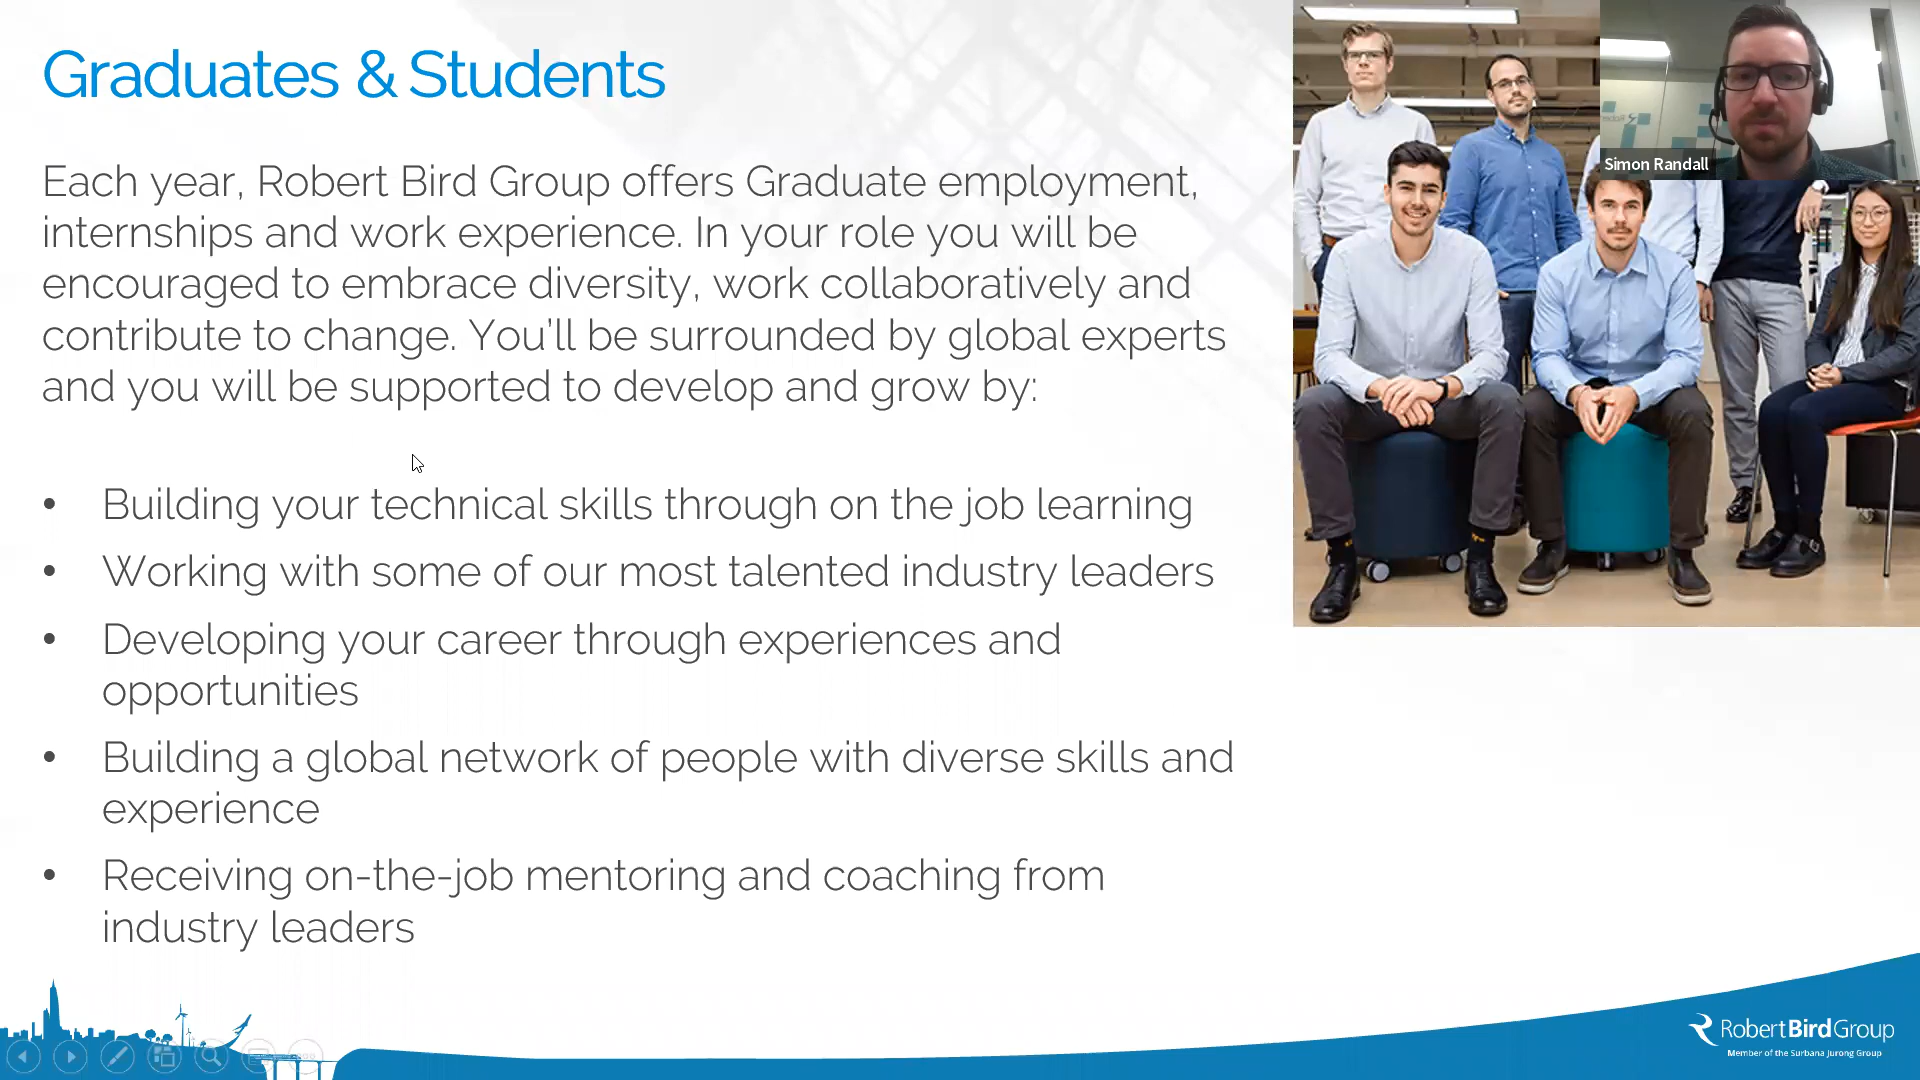 Graduates & Students
Each year, Robert Bird Group offers Graduate employment,
internships and work experience. In your role you will be
encouraged to embrace diversity, work collaboratively and
contribute to change. You'll be surrounded by global experts
and you will be supported to develop and grow by:
• Building your technical skills through on the job learning
• Working with some of our most talented industry leaders
• Developing your career through experiences and
opportunities
• Building a global network of people with diverse skills and
experience
• Receiving on-the-job mentoring and coaching from
industry leaders
Simon Randall
RobertBirdGroup
Member of the Surbana Jurong Group